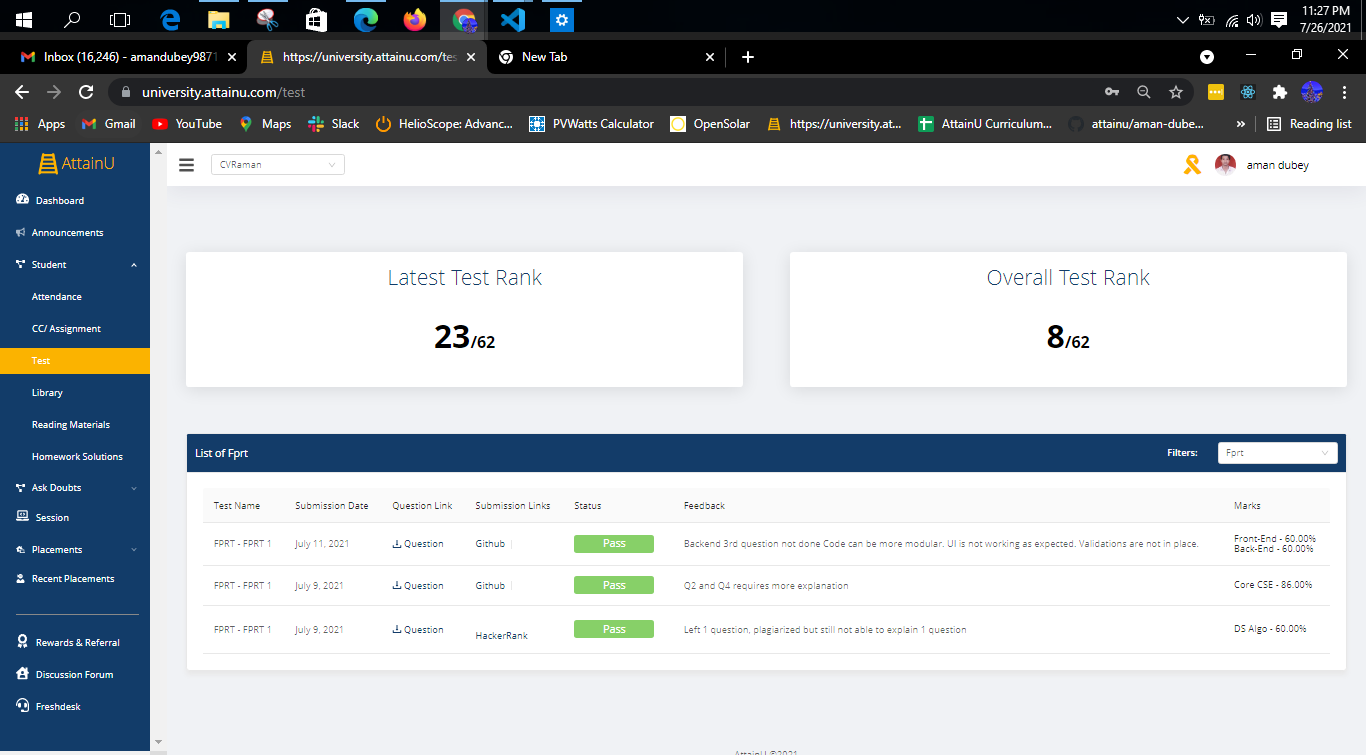 11:27 PM
7/26/2021
Inbox (16,246) - amandubey9871
https://university.attainu.com/tes
New Tab
university.attainu.com/test
Apps
Gmail
YouTube
Maps
Slack
HelioScope: Advanc...
PVWatts Calculator
OpenSolar
https://university.at...
AttainU Curriculum...
attainu/aman-dube...
»
Reading list
AttainU
CVRaman
aman dubey
Dashboard
Announcements
Student
Attendance
CC/ Assignment
Test
Library
Reading Materials
Homework Solutions
Ask Doubts
Session
Placements
Recent Placements
Rewards & Referral
Discussion Forum
Freshdesk
Latest Test Rank
23/62
Overall Test Rank
8/62
List of Fprt
Filters:
Fprt
Test Name Submission Date Question Link Submission Links Status Feedback Marks
FPRT - FPRT 1 July 11, 2021 Question Github Pass Backend 3rd question not done Code can be more modular. UI is not working as expected. Validations are not in place. Front-End - 60.00%
Back-End - 60.00%
FPRT - FPRT 1 July 9, 2021 Question Github Pass Q2 and Q4 requires more explanation Core CSE - 86.00%
FPRT - FPRT 1 July 9, 2021 Question HackerRank Pass Left 1 question, plagiarized but still not able to explain 1 question DS Algo - 60.00%
AttainU ©2021